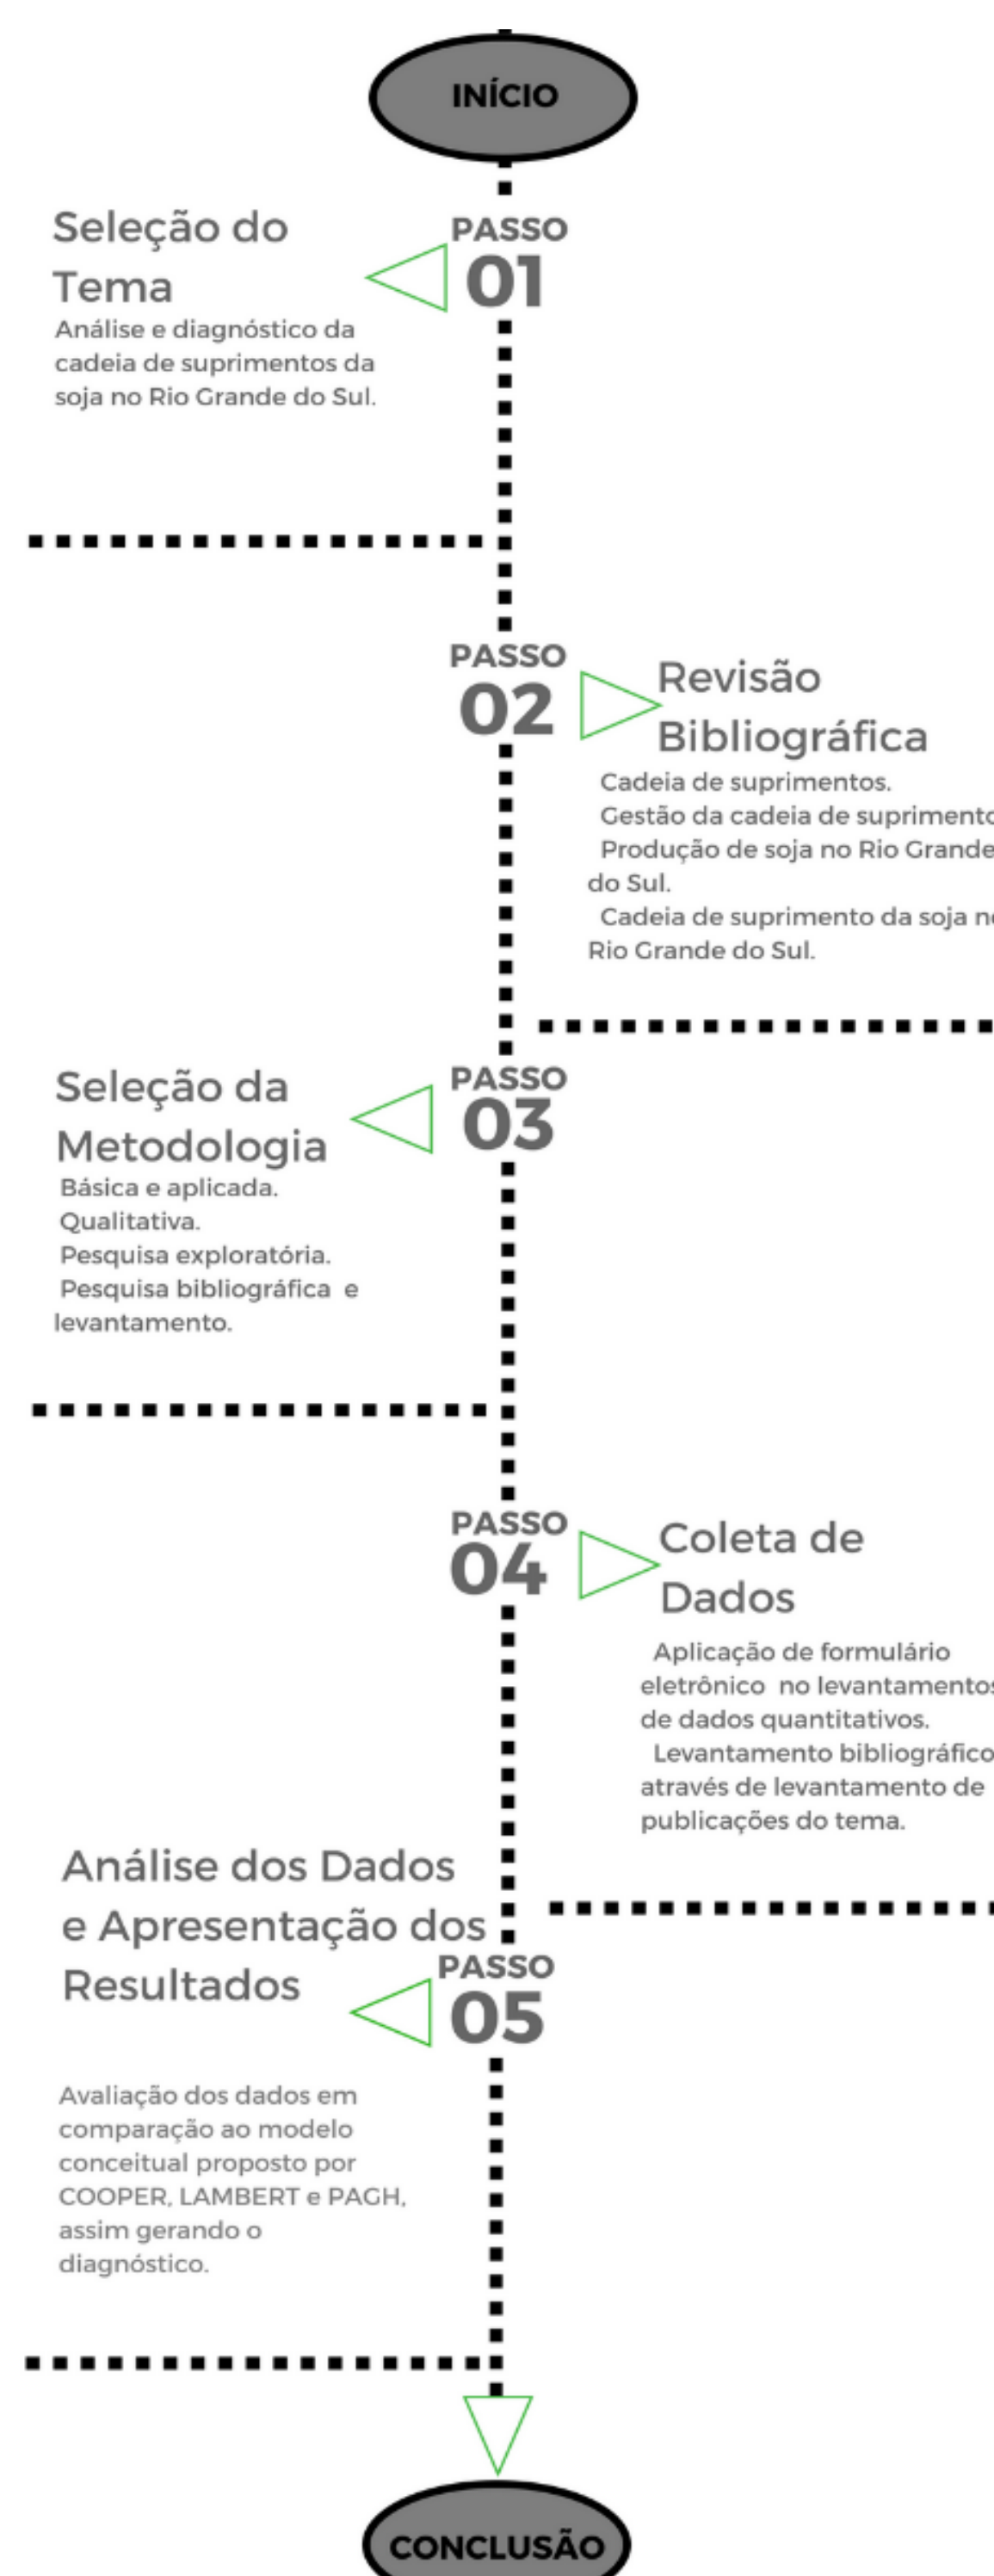 INÍCIO
PASSO
01
Seleção do
Tema
Análise e diagnóstico da
cadeia de suprimentos da
soja no Rio Grande do Sul.
PASSO
02
Revisão
Bibliográfica
Cadeia de suprimentos.
Gestão da cadeia de suprimento
Produção de soja no Rio Grande
do Sul.
Cadeia de suprimento da soja n
Rio Grande do Sul.
PASSO
03
Seleção da
Metodologia
Básica e aplicada.
Qualitativa.
Pesquisa exploratória.
Pesquisa bibliográfica e
levantamento.
PASSO
04
Coleta de
Dados
Aplicação de formulário
eletrônico no levantamentos
de dados quantitativos.
Levantamento bibliográfico
através de levantamento de
publicações do tema.
Análise dos Dados
e Apresentação dos
Resultados
PASSO
05
Avaliação dos dados em
comparação ao modelo
conceitual proposto por
COOPER, LAMBERT e PAGH,
assim gerando o
diagnóstico.
CONCLUSÃO